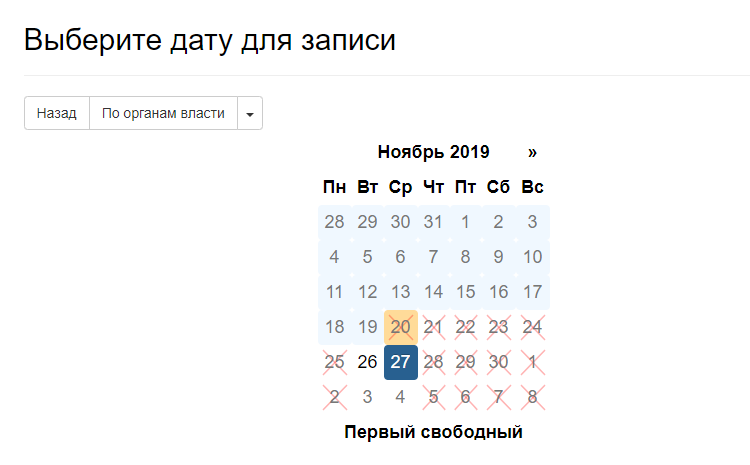 Выберите дату для записи
Назад По органам власти
Ноябрь 2019 »
Пн Вт Ср Чт Пт Сб Вс
28 29 30 31 1 2 3
4 5 6 7 8 9 10
11 12 13 14 15 16 17
18 19 20 21 22 23 24
25 26 27 28 29 30 1
2 3 4 5 6 7 8
Первый свободный